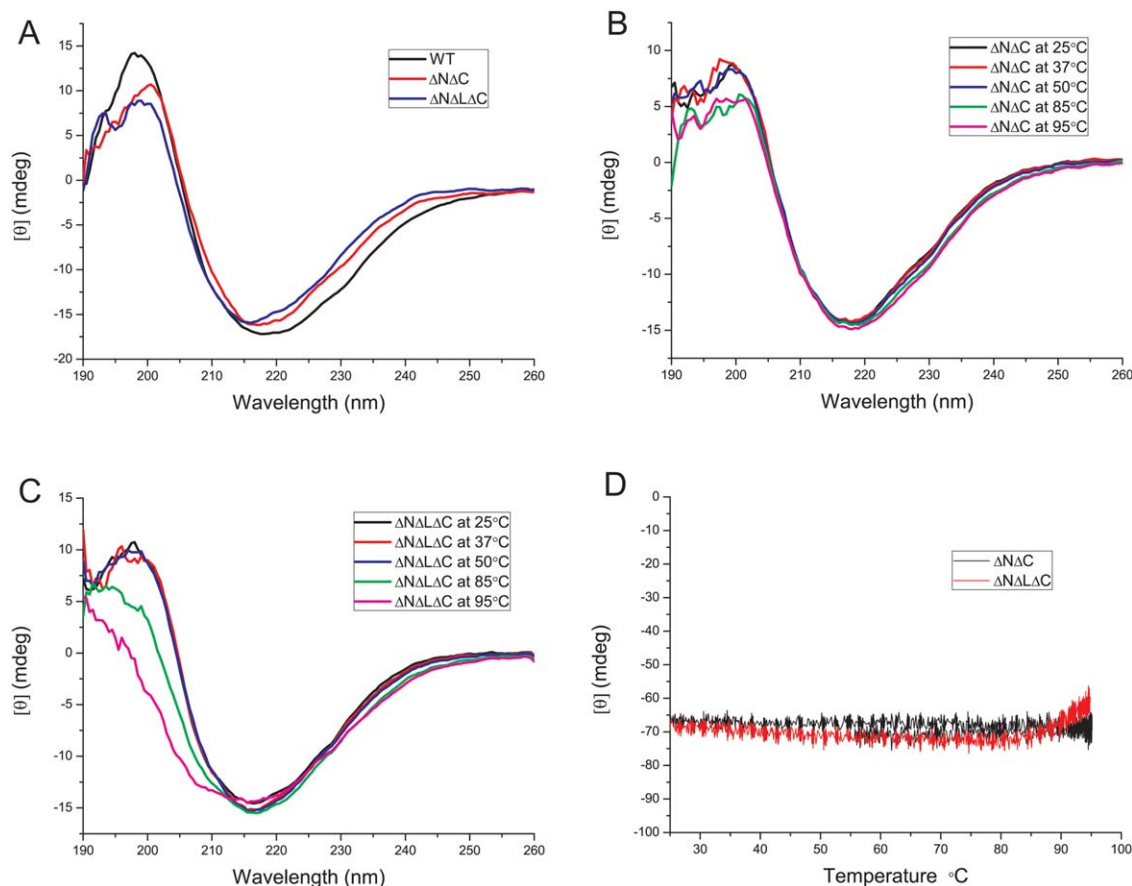 A
15
10
5
0
-5
-10
-15
-20
190 200 210 220 230 240 250 260
[θ] (mdeg)
Wavelength (nm)
WT
ΔNΔC
ΔNΔLΔC
B
10
5
0
-5
-10
-15
190 200 210 220 230 240 250 260
[θ] (mdeg)
Wavelength (nm)
ΔNΔC at 25°C
ΔNΔC at 37°C
ΔNΔC at 50°C
ΔNΔC at 85°C
ΔNΔC at 95°C
C
15
10
5
0
-5
-10
-15
190 200 210 220 230 240 250 260
[θ] (mdeg)
Wavelength (nm)
ΔNΔLΔC at 25°C
ΔNΔLΔC at 37°C
ΔNΔLΔC at 50°C
ΔNΔLΔC at 85°C
ΔNΔLΔC at 95°C
D
0
-10
-20
-30
-40
-50
-60
-70
-80
-90
-100
30 40 50 60 70 80 90 100
[θ] (mdeg)
Temperature °C
ΔNΔC
ΔNΔLΔC